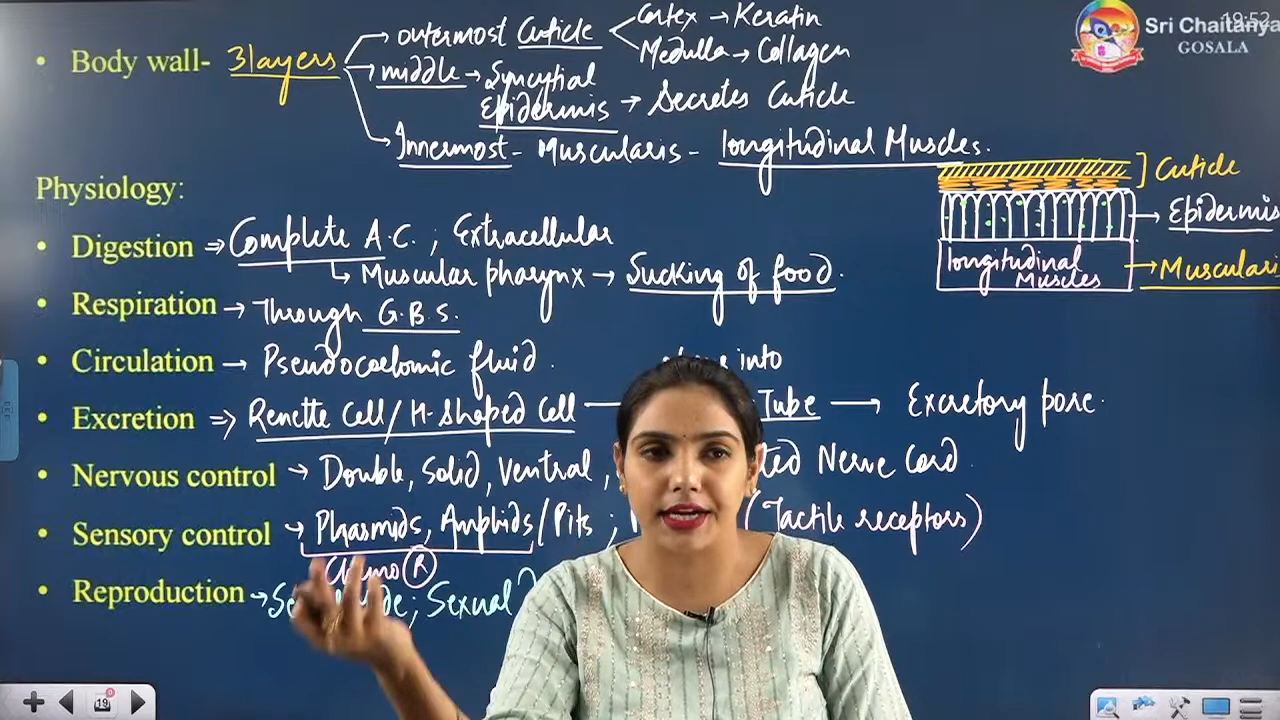 19:52
Sri Chaitanya
GOSALA
• Body wall- 3 layers
outermost Cuticle
Cortex → Keratin
Medulla → Collagen
middle → Syncytial
Epidermis → Secretes Cuticle
Innermost - Muscularis - longitudinal Muscles.
Cuticle
→ Epidermis
longitudinal
Muscles
→ Muscularis
Physiology:
• Digestion ⇒ Complete A.C. ; Extracellular
↳ Muscular pharynx → Sucking of food.
• Respiration → Through G.B.S.
• Circulation → Pseudocoelomic fluid.
into
• Excretion ⇒ Renette Cell / H-shaped Cell — Tube → Excretory pore.
• Nervous control → Double, Solid, Ventral, Nerve Cord
• Sensory control → Phasmids, Amphids / Pits ; (Tactile receptors)
Chemo R
• Reproduction → ; Sexual
19